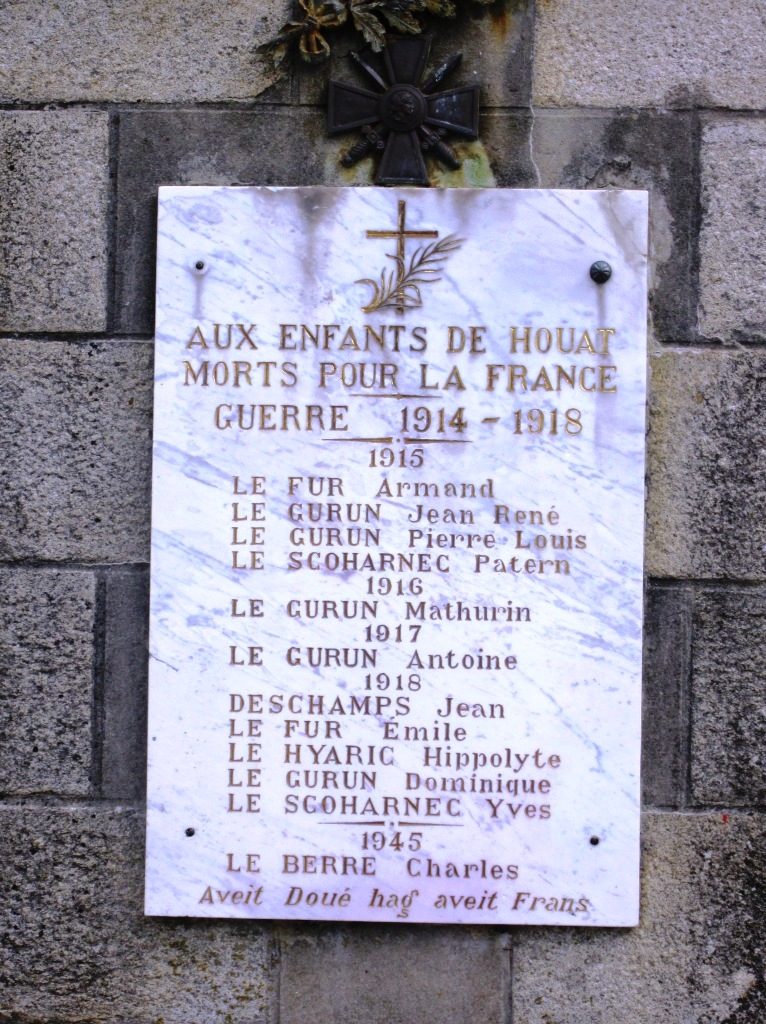 AUX ENFANTS DE HOUAT
MORTS POUR LA FRANCE
GUERRE 1914 - 1918
1915
LE FUR Armand
LE GURUN Jean René
LE GURUN Pierre Louis
LE SCOHARNEC Patern
1916
LE GURUN Mathurin
1917
LE GURUN Antoine
1918
DESCHAMPS Jean
LE FUR Émile
LE HYARIC Hippolyte
LE GURUN Dominique
LE SCOHARNEC Yves
1945
LE BERRE Charles
Aveit Doué hag aveit Frans